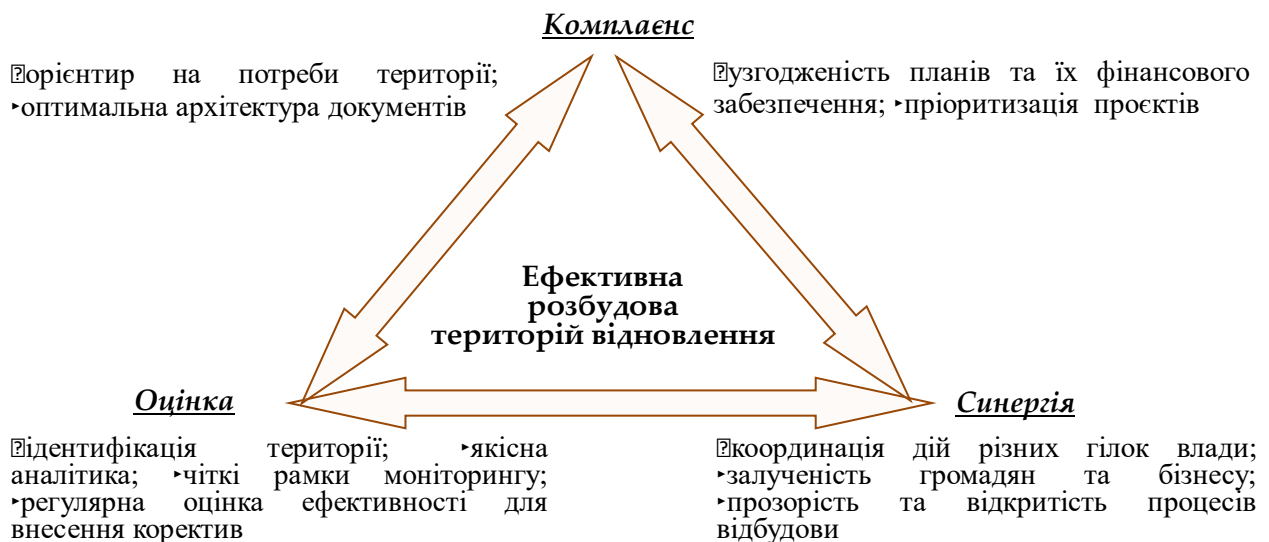 Комплаєнс
орієнтир на потреби території;
‣оптимальна архітектура документів
узгодженість планів та їх фінансового
забезпечення; ‣пріоритизація проєктів
Ефективна
розбудова
територій відновлення
Оцінка
ідентифікація території; ‣якісна
аналітика; ‣чіткі рамки моніторингу;
‣регулярна оцінка ефективності для
внесення коректив
Синергія
координація дій різних гілок влади;
‣залученість громадян та бізнесу;
‣прозорість та відкритість процесів
відбудови